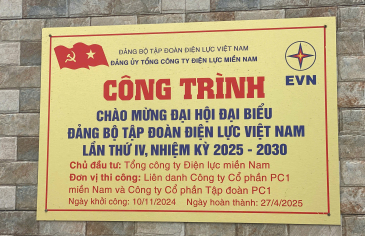 ĐẢNG BỘ TẬP ĐOÀN ĐIỆN LỰC VIỆT NAM
ĐẢNG ỦY TỔNG CÔNG TY ĐIỆN LỰC MIỀN NAM
EVN
CÔNG TRÌNH
CHÀO MỪNG ĐẠI HỘI ĐẠI BIỂU
ĐẢNG BỘ TẬP ĐOÀN ĐIỆN LỰC VIỆT NAM
LẦN THỨ IV, NHIỆM KỲ 2025 - 2030
Chủ đầu tư: Tổng công ty Điện lực miền Nam
Đơn vị thi công: Liên danh Công ty Cổ phần PC1
miền Nam và Công ty Cổ phần Tập đoàn PC1
Ngày khởi công: 10/11/2024 Ngày hoàn thành: 27/4/2025